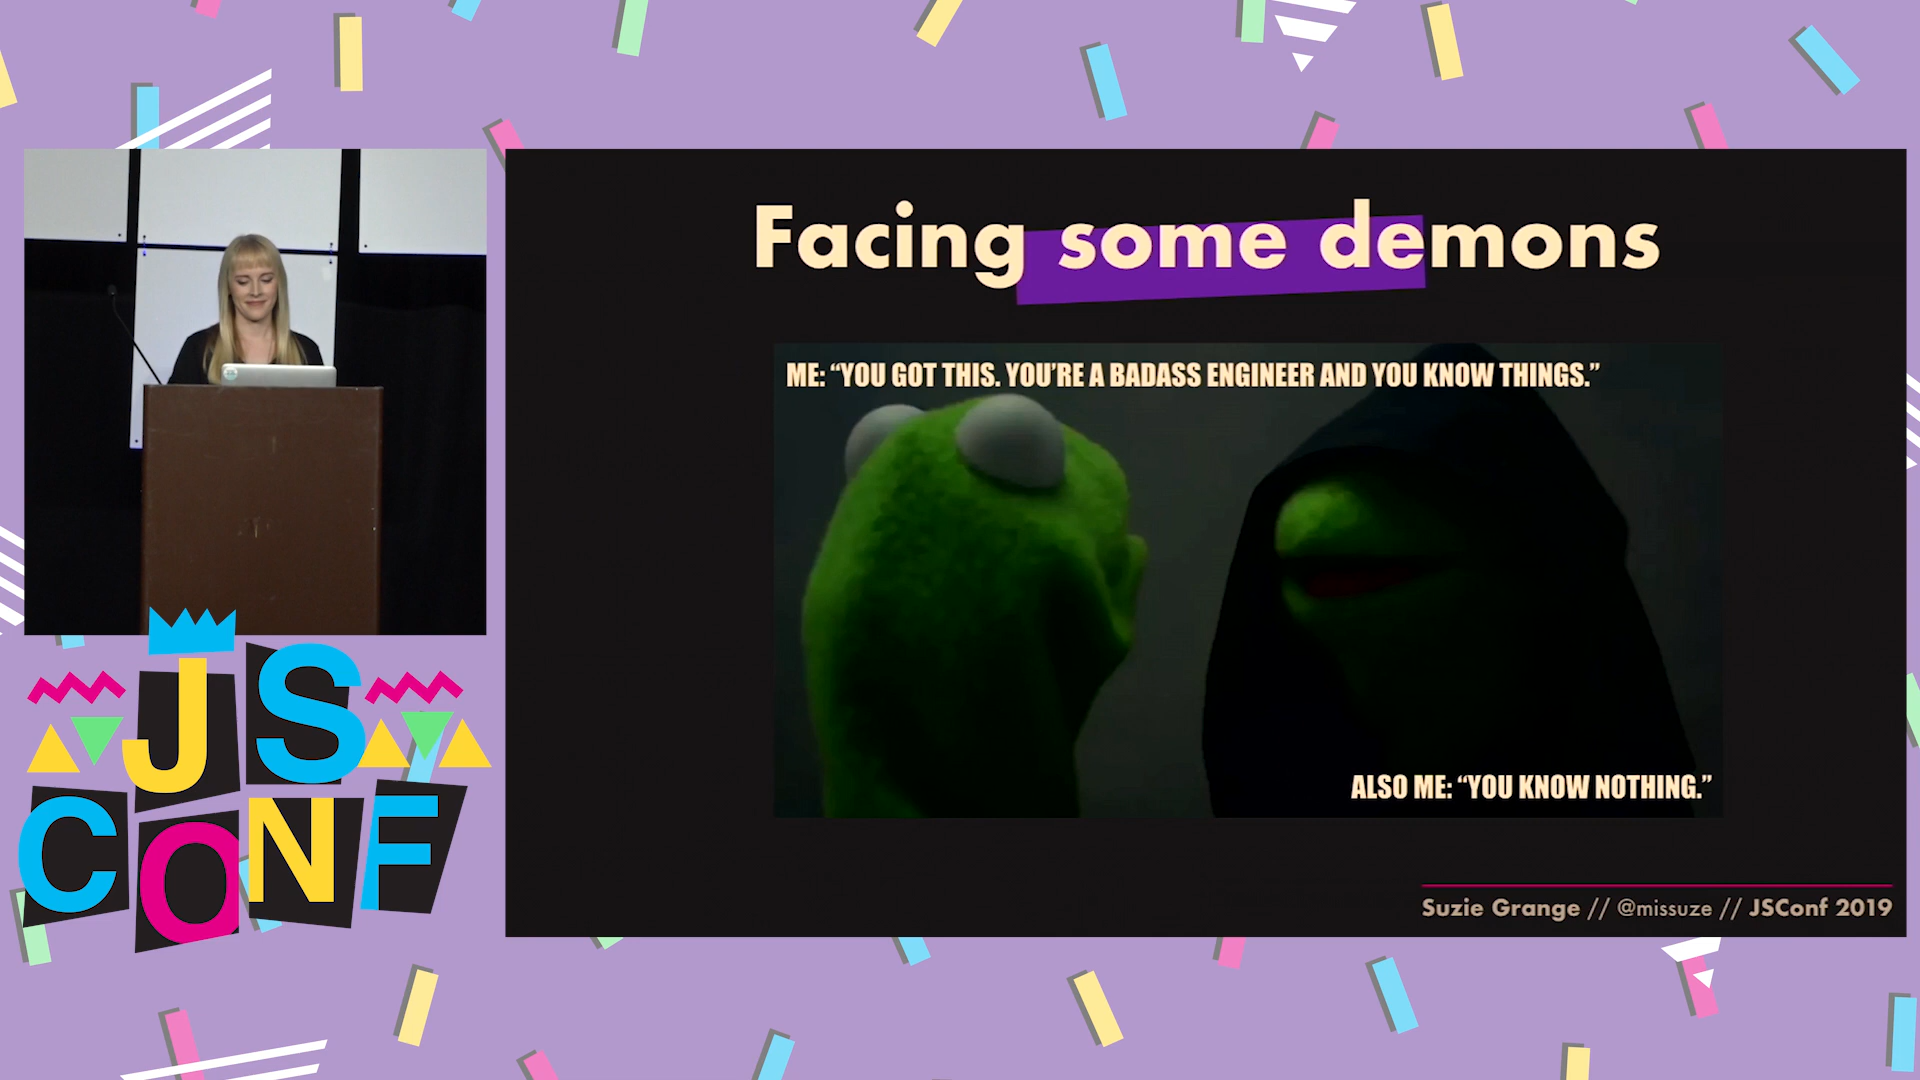 Facing some demons
ME: “YOU GOT THIS. YOU’RE A BADASS ENGINEER AND YOU KNOW THINGS.”
ALSO ME: “YOU KNOW NOTHING.”
Suzie Grange // @missuze // JSConf 2019
JS
CONF